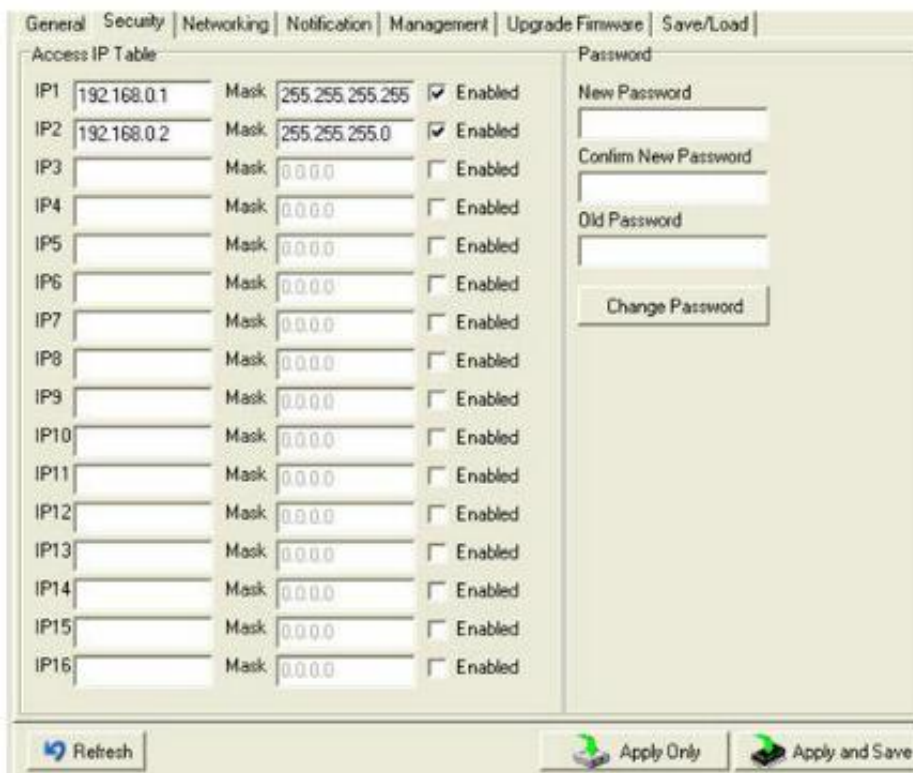 General Security Networking Notification Management Upgrade Firmware Save/Load
Access IP Table
IP1 192.168.0.1 Mask 255.255.255.255 Enabled
IP2 192.168.0.2 Mask 255.255.255.0 Enabled
IP3 Mask 0.0.0.0 Enabled
IP4 Mask 0.0.0.0 Enabled
IP5 Mask 0.0.0.0 Enabled
IP6 Mask 0.0.0.0 Enabled
IP7 Mask 0.0.0.0 Enabled
IP8 Mask 0.0.0.0 Enabled
IP9 Mask 0.0.0.0 Enabled
IP10 Mask 0.0.0.0 Enabled
IP11 Mask 0.0.0.0 Enabled
IP12 Mask 0.0.0.0 Enabled
IP13 Mask 0.0.0.0 Enabled
IP14 Mask 0.0.0.0 Enabled
IP15 Mask 0.0.0.0 Enabled
IP16 Mask 0.0.0.0 Enabled
Password
New Password
Confirm New Password
Old Password
Change Password
Refresh Apply Only Apply and Save